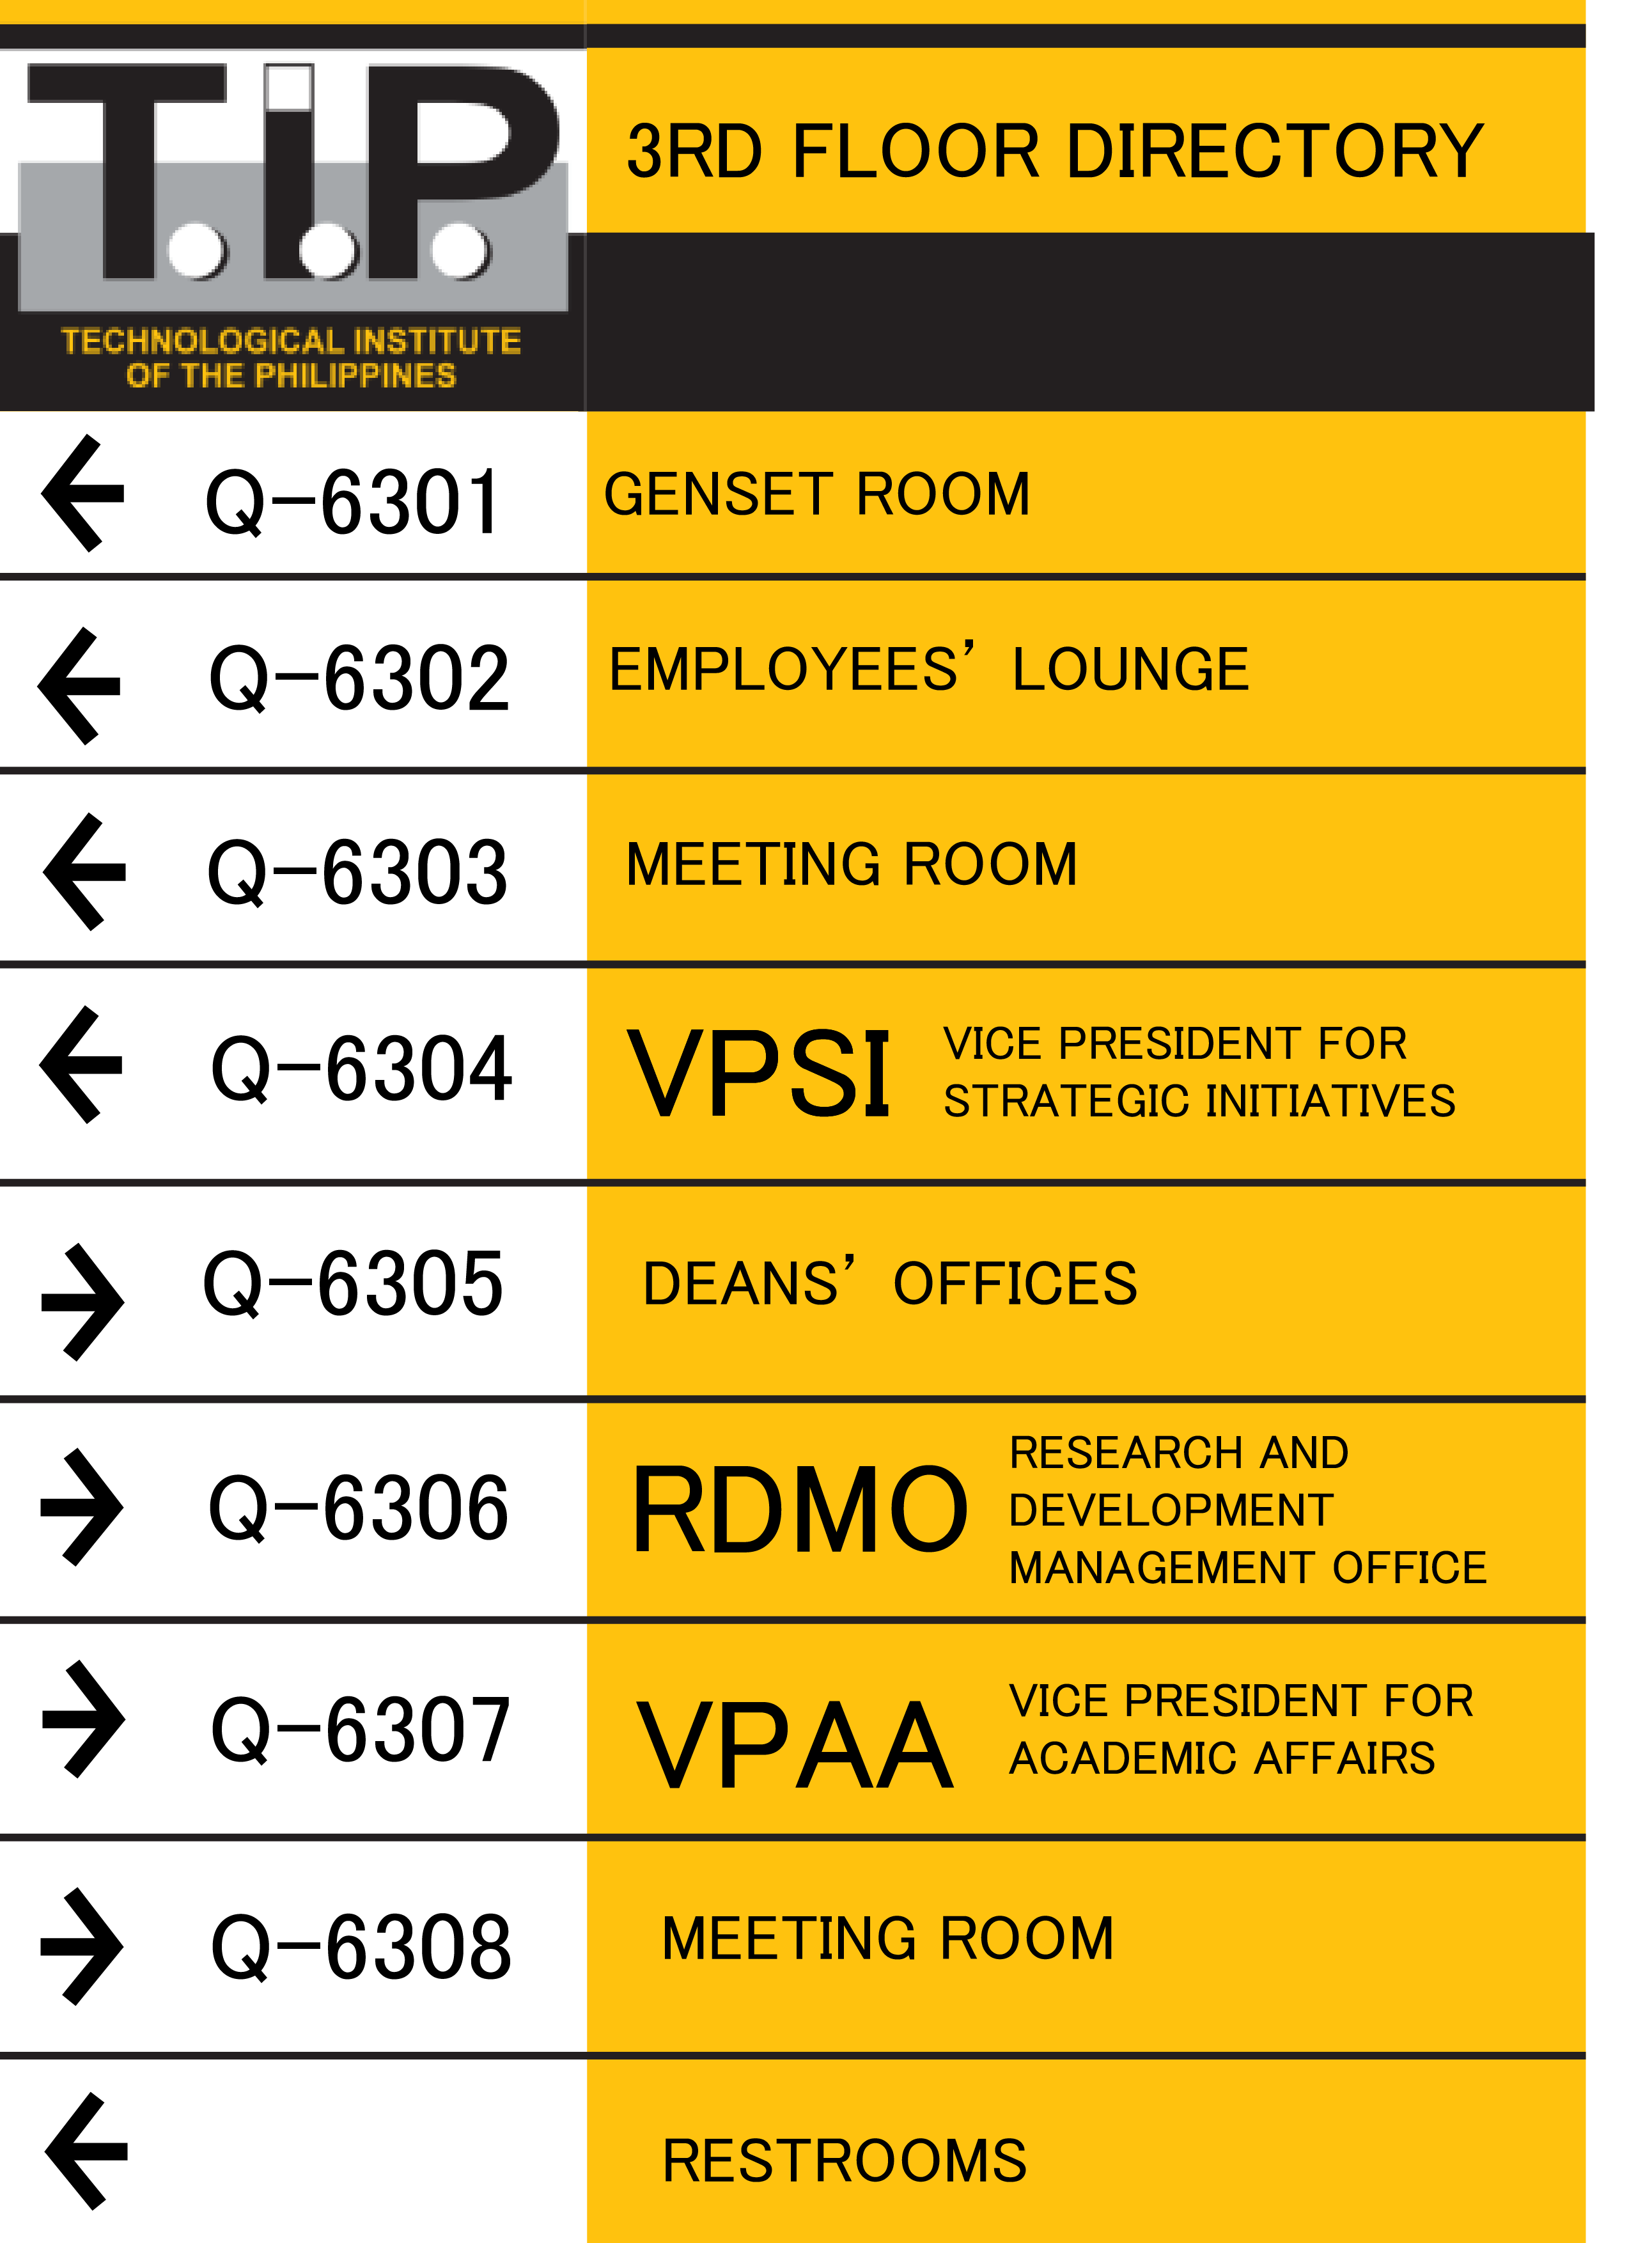 T.i.P.
TECHNOLOGICAL INSTITUTE
OF THE PHILIPPINES
3RD FLOOR DIRECTORY
Q-6301 GENSET ROOM
Q-6302 EMPLOYEES’ LOUNGE
Q-6303 MEETING ROOM
Q-6304 VPSI VICE PRESIDENT FOR
STRATEGIC INITIATIVES
Q-6305 DEANS’ OFFICES
Q-6306 RDMO RESEARCH AND
DEVELOPMENT
MANAGEMENT OFFICE
Q-6307 VPAA VICE PRESIDENT FOR
ACADEMIC AFFAIRS
Q-6308 MEETING ROOM
RESTROOMS